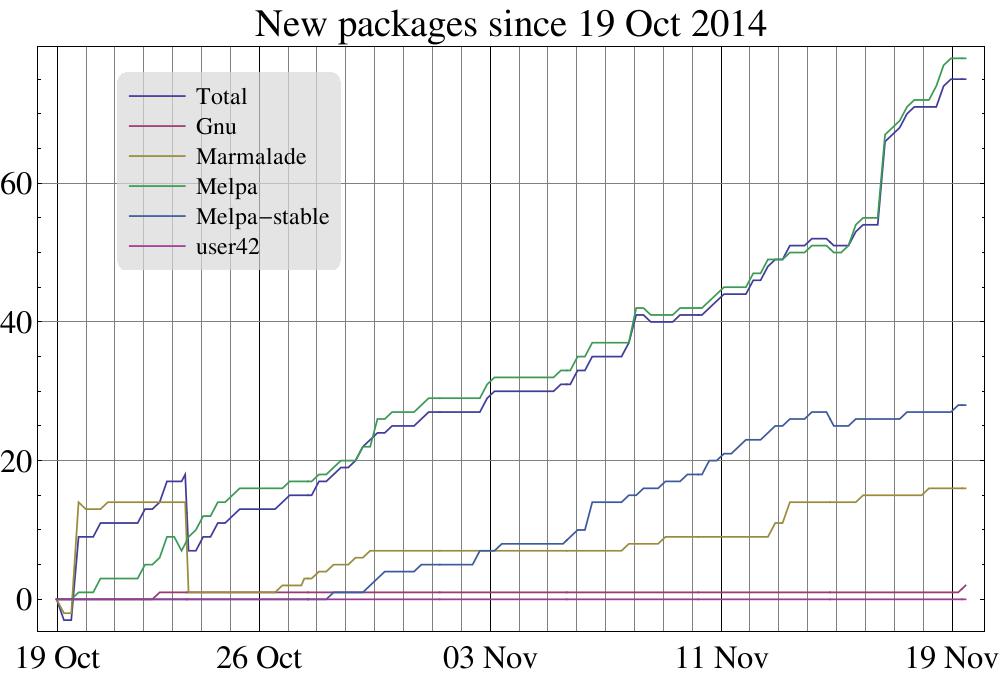 New packages since 19 Oct 2014
Total
Gnu
Marmalade
Melpa
Melpa−stable
user42
60
40
20
0
19 Oct 26 Oct 03 Nov 11 Nov 19 Nov